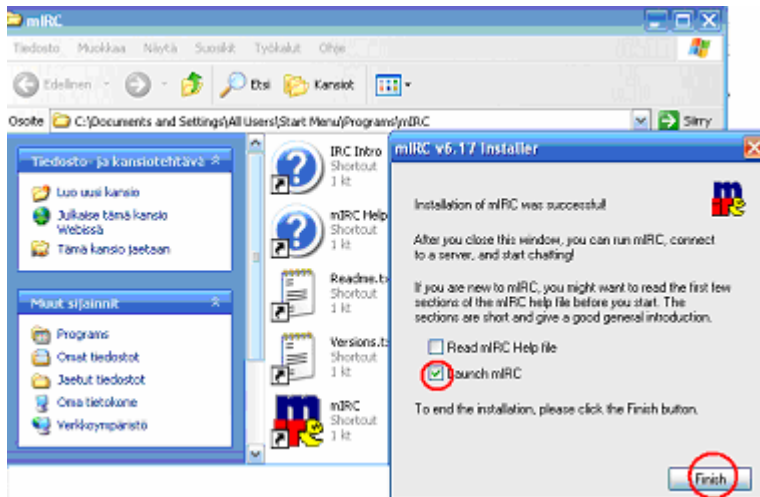 mIRC
Tiedosto Muokkaa Näytä Suosikit Työkalut Ohje
Edellinen Etsi Kansiot
Osoite C:\Documents and Settings\All Users\Start Menu\Programs\mIRC Siirry
Tiedosto- ja kansiotehtävä
Luo uusi kansio
Julkaise tämä kansio
Webissä
Tämä kansio jaetaan
Muut sijainnit
Programs
Omat tiedostot
Jaetut tiedostot
Oma tietokone
Verkkoympäristö
IRC Intro
Shortcut
1 kt
mIRC Help
Shortcut
1 kt
Readme.tx
Shortcut
1 kt
Versions.t
Shortcut
1 kt
mIRC
Shortcut
1 kt
mIRC v6.17 Installer
Installation of mIRC was successful!
After you close this window, you can run mIRC, connect
to a server, and start chatting!
If you are new to mIRC, you might want to read the first few
sections of the mIRC help file before you start. The
sections are short and give a good general introduction.
Read mIRC Help file
Launch mIRC
To end the installation, please click the Finish button.
Finish